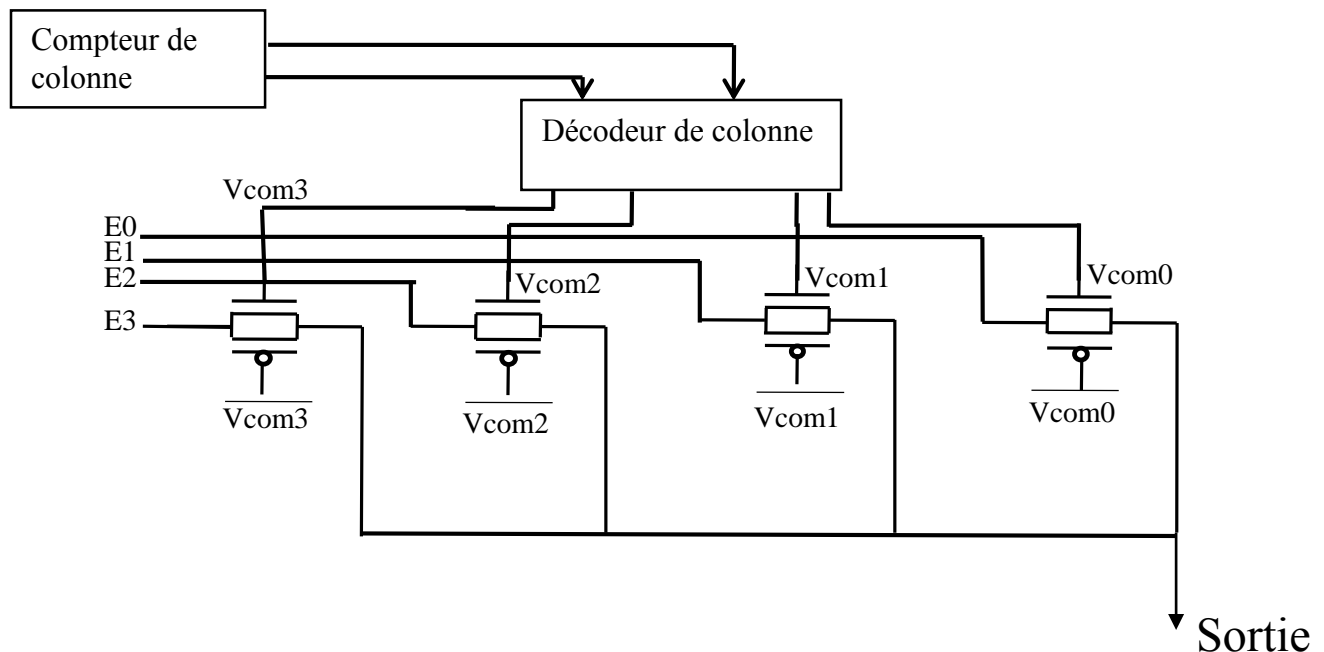 Compteur de
colonne
Décodeur de colonne
Vcom3
E0
E1
E2
E3
Vcom2
Vcom1
Vcom0
Vcom3
Vcom2
Vcom1
Vcom0
Sortie